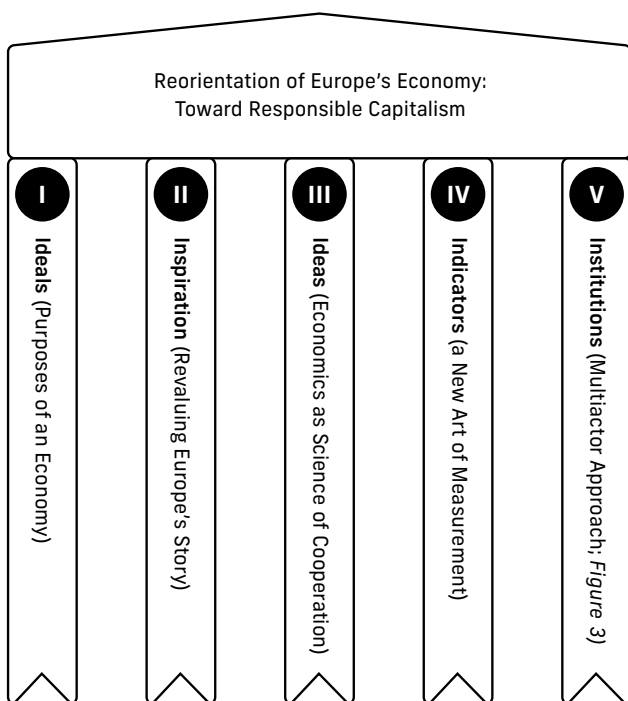 Reorientation of Europe's Economy:
Toward Responsible Capitalism
I
Ideals (Purposes of an Economy)
II
Inspiration (Revaluing Europe's Story)
III
Ideas (Economics as Science of Cooperation)
IV
Indicators (a New Art of Measurement)
V
Institutions (Multiactor Approach; Figure 3)